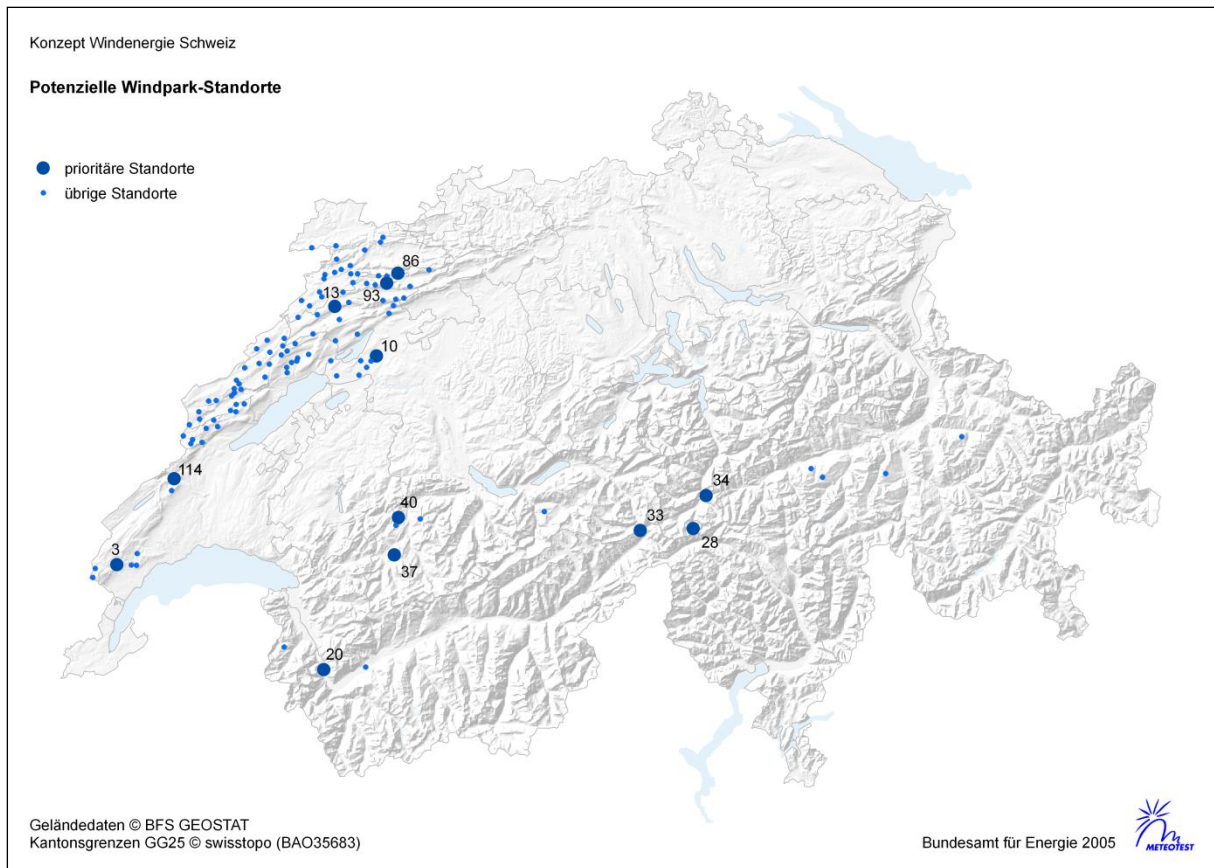 Konzept Windenergie Schweiz
Potenzielle Windpark-Standorte
prioritäre Standorte
übrige Standorte
86
93
13
10
114
40
34
33
28
3
37
20
Geländedaten © BFS GEOSTAT
Kantonsgrenzen GG25 © swisstopo (BAO35683)
Bundesamt für Energie 2005
METEOTEST